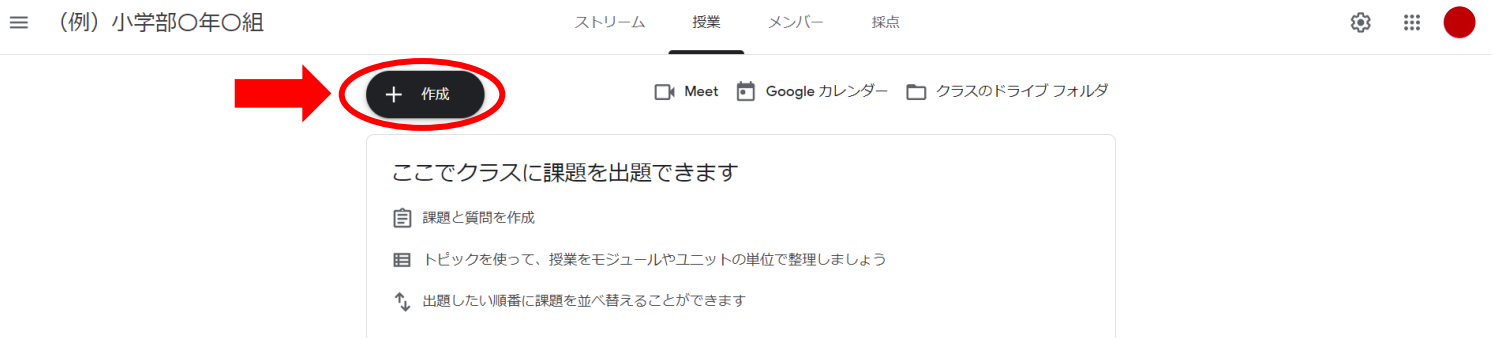 （例）小学部〇年〇組 ストリーム 授業 メンバー 採点
作成 Meet Google カレンダー クラスのドライブ フォルダ
ここでクラスに課題を出題できます
課題と質問を作成
トピックを使って、授業をモジュールやユニットの単位で整理しましょう
出題したい順番に課題を並べ替えることができます